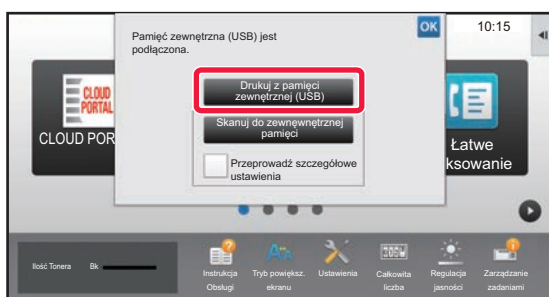 Pamięć zewnętrzna (USB) jest
podłączona.
OK
10:15
Drukuj z pamięci
zewnętrznej (USB)
Skanuj do zewnęwnętrznej
pamięci
Przeprowadź szczegółowe
ustawienia
CLOUD
PORTAL
CLOUD POR
Łatwe
ksowanie
Ilość Tonera
Bk
Instrukcja
Obsługi
Tryb powiększ.
ekranu
Ustawienia
Całkowita
liczba
Regulacja
jasności
Zarządzanie
zadaniami